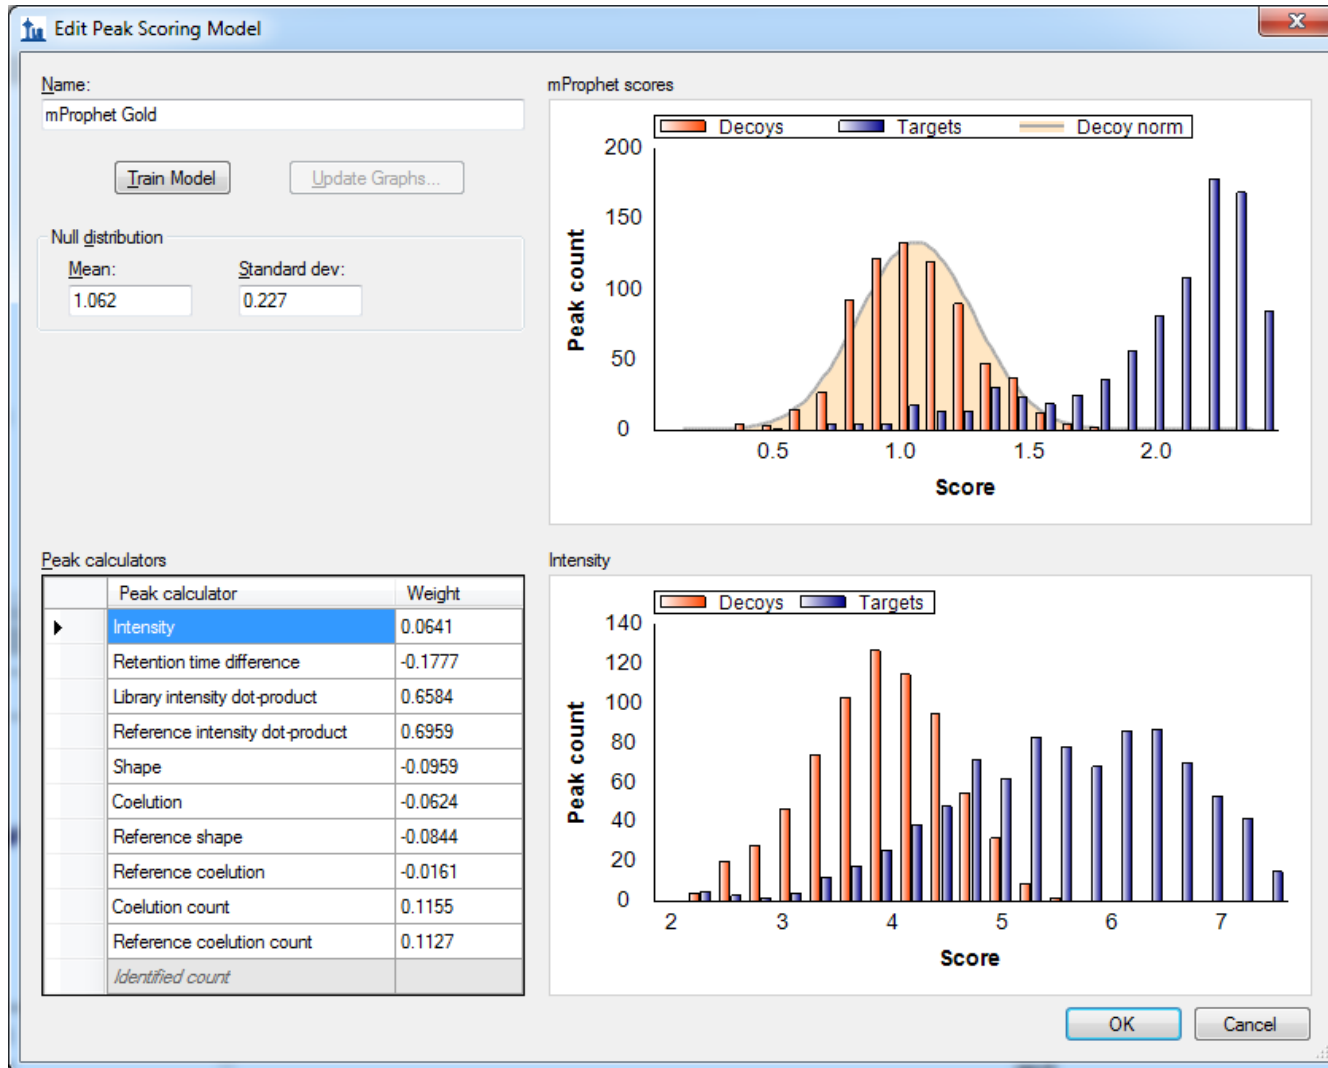 Edit Peak Scoring Model
Name:
mProphet Gold
Train Model
Update Graphs...
Null distribution
Mean:
Standard dev:
1.062
0.227
mProphet scores
Decoys Targets Decoy norm
200
150
100
50
0
Peak count
0.5 1.0 1.5 2.0
Score
Peak calculators
Peak calculator Weight
Intensity 0.0641
Retention time difference -0.1777
Library intensity dot-product 0.6584
Reference intensity dot-product 0.6959
Shape -0.0959
Coelution -0.0624
Reference shape -0.0844
Reference coelution -0.0161
Coelution count 0.1155
Reference coelution count 0.1127
Identified count
Intensity
Decoys Targets
140
120
100
80
60
40
20
0
Peak count
2 3 4 5 6 7
Score
OK
Cancel